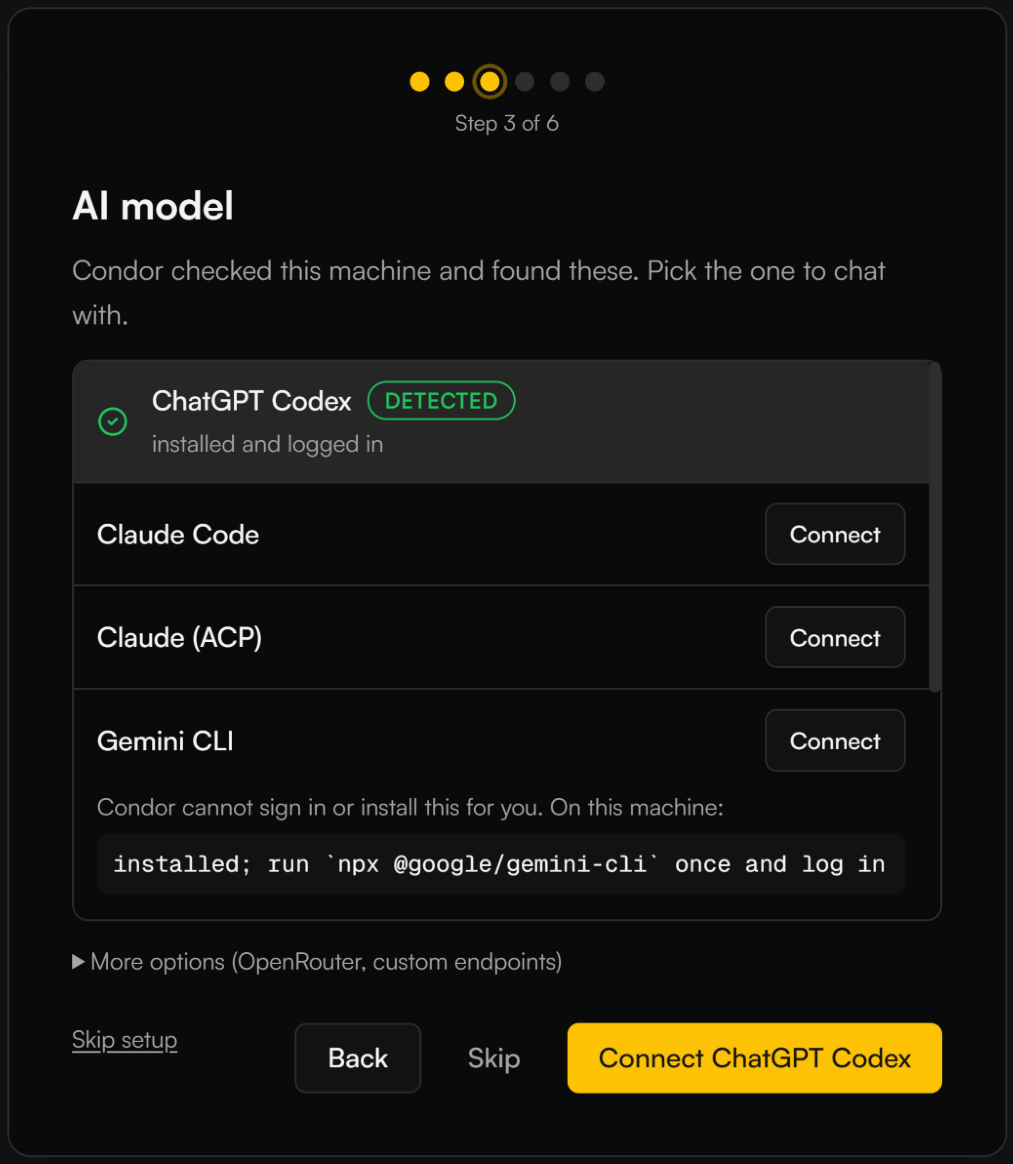 Step 3 of 6
AI model
Condor checked this machine and found these. Pick the one to chat
with.
ChatGPT Codex DETECTED
installed and logged in
Claude Code Connect
Claude (ACP) Connect
Gemini CLI Connect
Condor cannot sign in or install this for you. On this machine:
installed; run `npx @google/gemini-cli` once and log in
More options (OpenRouter, custom endpoints)
Skip setup Back Skip Connect ChatGPT Codex